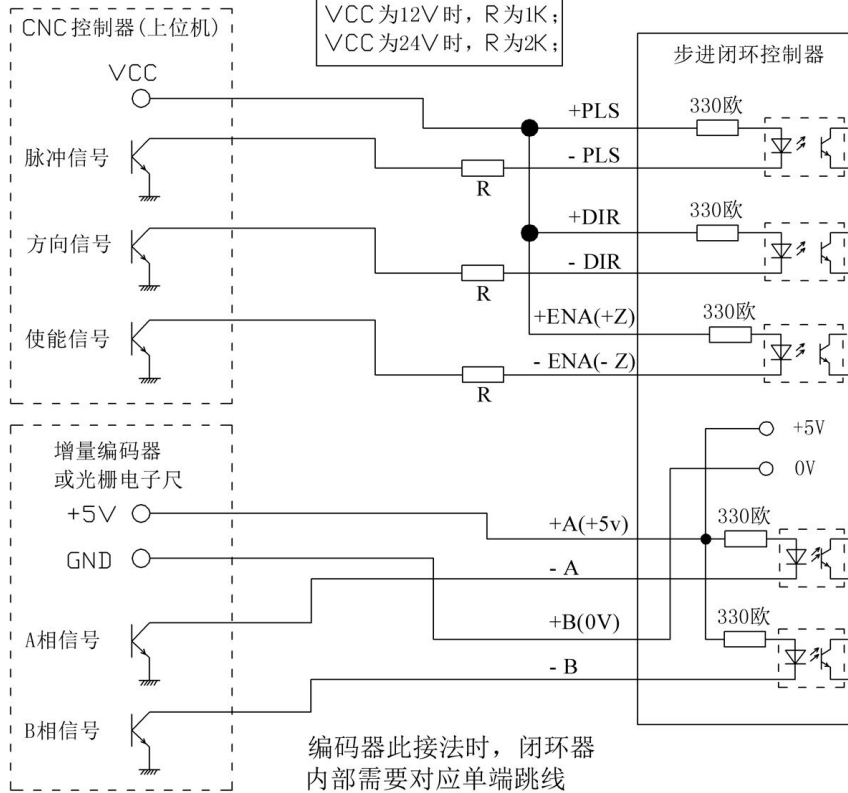 VCC为12V时，R为1K；
VCC为24V时，R为2K；
CNC控制器(上位机)
步进闭环控制器
VCC
+PLS
330欧
脉冲信号
- PLS
R
+DIR
330欧
方向信号
- DIR
R
+ENA(+Z)
330欧
使能信号
- ENA(- Z)
R
增量编码器
或光栅电子尺
+5V
0V
+5V
+A(+5v)
330欧
GND
- A
A相信号
+B(0V)
330欧
- B
B相信号
编码器此接法时，闭环器
内部需要对应单端跳线